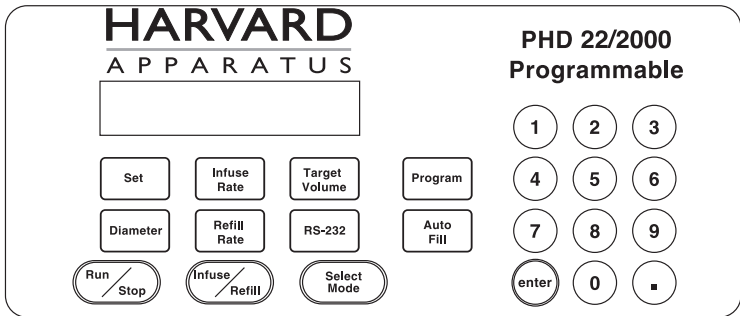 HARVARD
APPARATUS
PHD 22/2000
Programmable
1 2 3
Set
Infuse
Rate
Target
Volume
Program
4 5 6
Diameter
Refill
Rate
RS-232
Auto
Fill
7 8 9
Run/Stop
Infuse/Refill
Select
Mode
enter 0 .